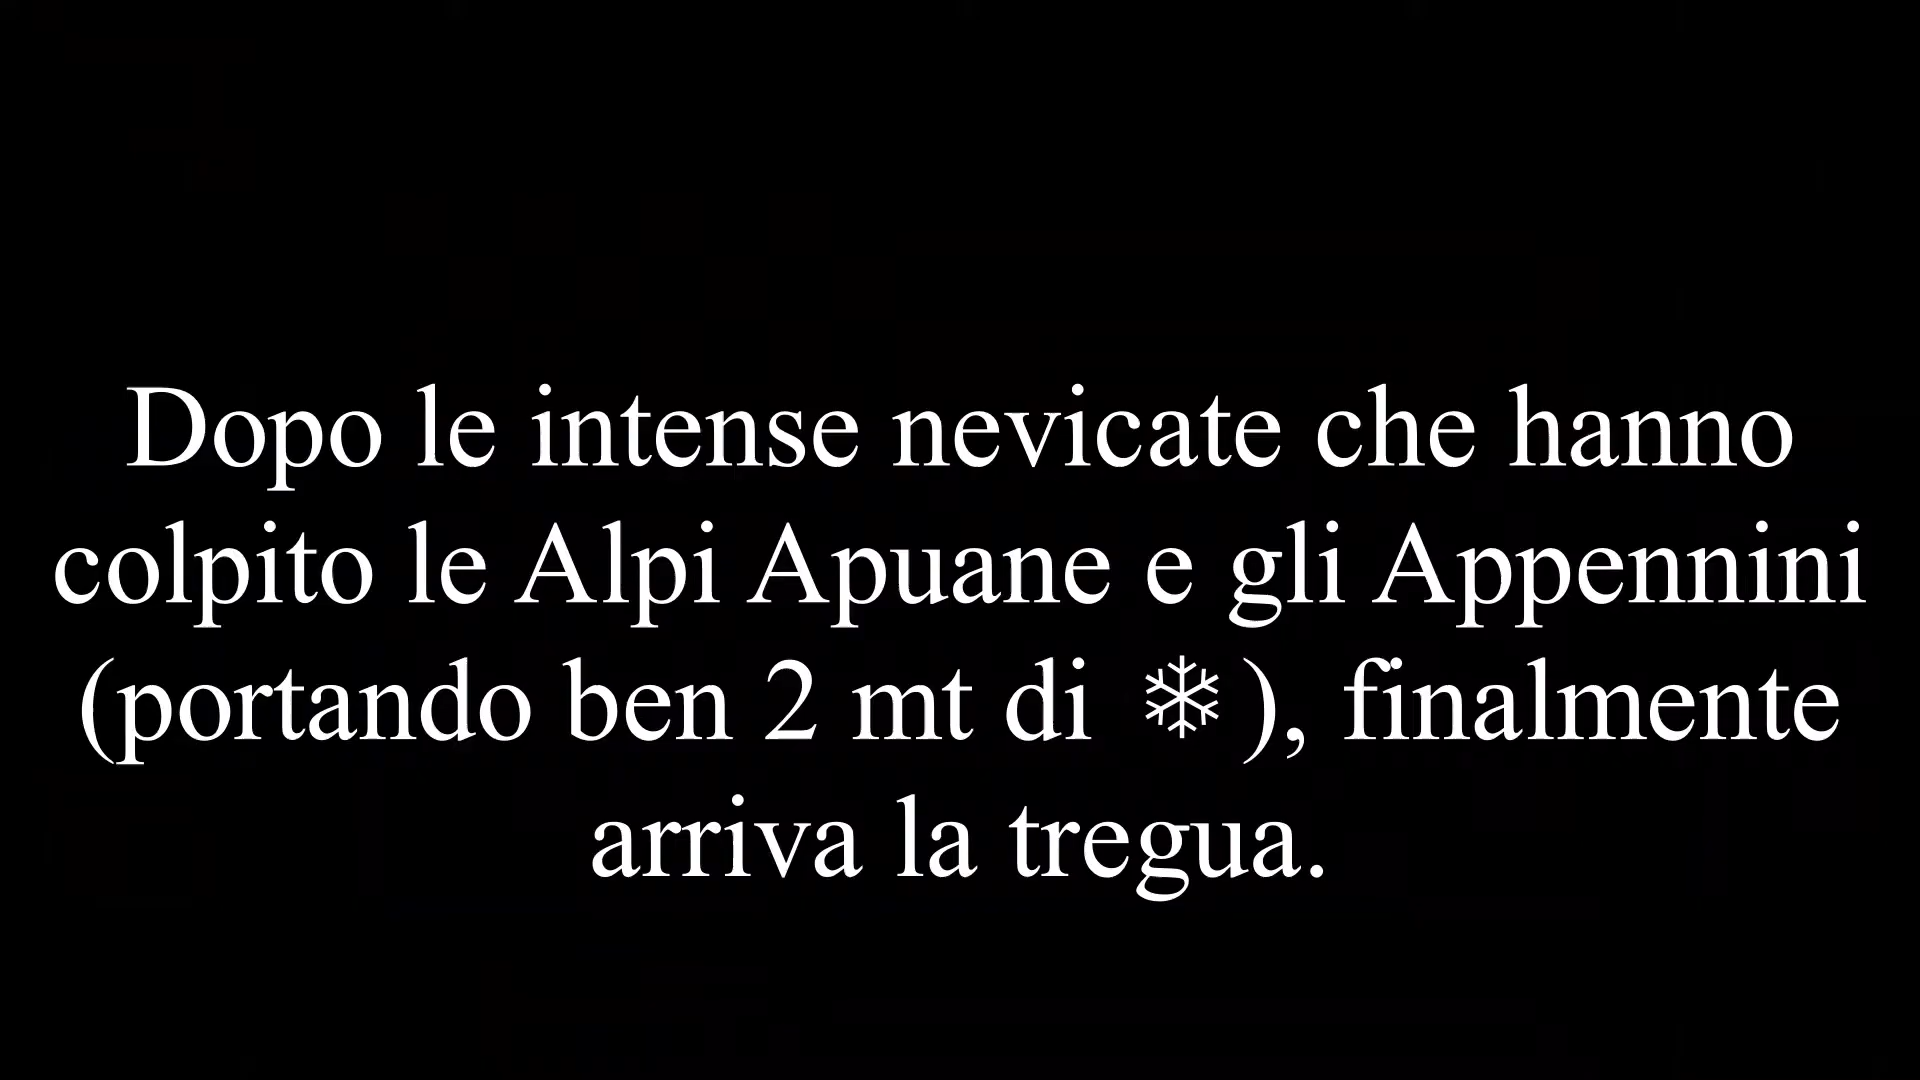 Dopo le intense nevicate che hanno
colpito le Alpi Apuane e gli Appennini
(portando ben 2 mt di ❄), finalmente
arriva la tregua.